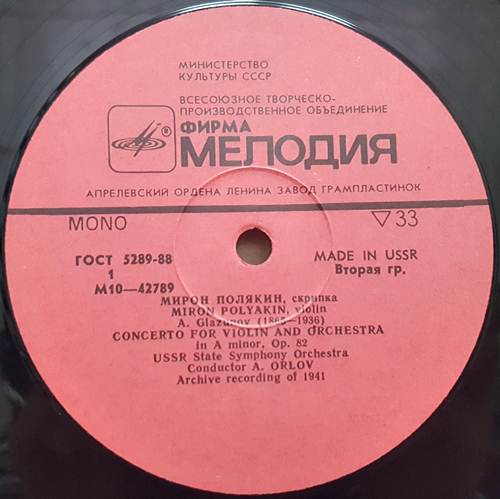 МИНИСТЕРСТВО
КУЛЬТУРЫ СССР
ВСЕСОЮЗНОЕ ТВОРЧЕСКО-
ПРОИЗВОДСТВЕННОЕ ОБЪЕДИНЕНИЕ
® ФИРМА
МЕЛОДИЯ
АПРЕЛЕВСКИЙ ОРДЕНА ЛЕНИНА ЗАВОД ГРАМПЛАСТИНОК
MONO ▽33
ГОСТ 5289-88 MADE IN USSR
1 Вторая гр.
М10—42789
МИРОН ПОЛЯКИН, скрипка
MIRON POLYAKIN, violin
A. Glazunov (1865—1936)
CONCERTO FOR VIOLIN AND ORCHESTRA
in A minor, Op. 82
USSR State Symphony Orchestra
Conductor A. ORLOV
Archive recording of 1941